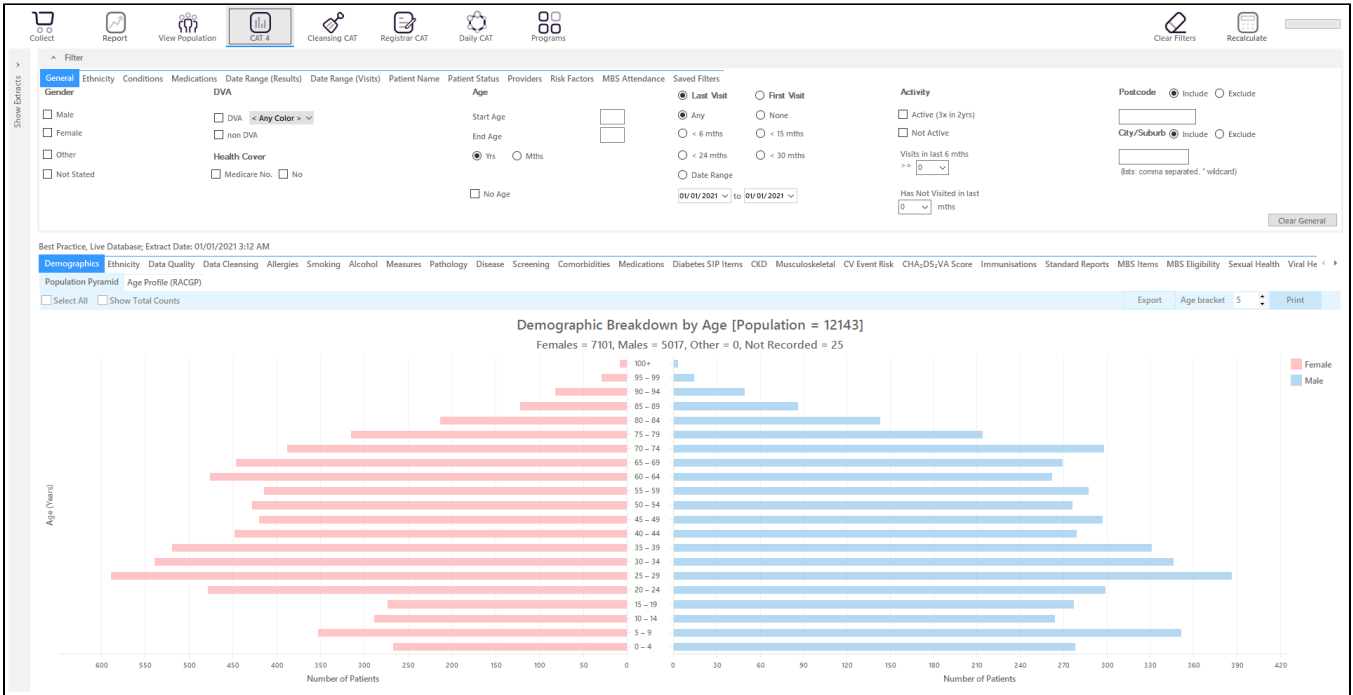 Collect Report View Population CAT 4 Cleansing CAT Registrar CAT Daily CAT Programs Clear Filters Recalculate
Show Extracts
Filter
General Ethnicity Conditions Medications Date Range (Results) Date Range (Visits) Patient Name Patient Status Providers Risk Factors MBS Attendance Saved Filters
Gender DVA Age Last Visit First Visit Activity Postcode Include Exclude
Male DVA < Any Color > Start Age Any None Active (3x in 2yrs)
Female non DVA End Age < 6 mths < 15 mths Not Active City/Suburb Include Exclude
Other Health Cover Yrs Mths < 24 mths < 30 mths Visits in last 6 mths
>= 0
Not Stated Medicare No. No Date Range (lists: comma separated, * wildcard)
No Age 01/01/2021 to 01/01/2021 Has Not Visited in last
0 mths
Clear General
Best Practice, Live Database; Extract Date: 01/01/2021 3:12 AM
Demographics Ethnicity Data Quality Data Cleansing Allergies Smoking Alcohol Measures Pathology Disease Screening Comorbidities Medications Diabetes SIP Items CKD Musculoskeletal CV Event Risk CHA₂DS₂VA Score Immunisations Standard Reports MBS Items MBS Eligibility Sexual Health Viral He
Population Pyramid Age Profile (RACGP)
Select All Show Total Counts Export Age bracket 5 Print
Demographic Breakdown by Age [Population = 12143]
Females = 7101, Males = 5017, Other = 0, Not Recorded = 25
Female
Male
Age (Years)
100+
95 – 99
90 – 94
85 – 89
80 – 84
75 – 79
70 – 74
65 – 69
60 – 64
55 – 59
50 – 54
45 – 49
40 – 44
35 – 39
30 – 34
25 – 29
20 – 24
15 – 19
10 – 14
5 – 9
0 – 4
600 550 500 450 400 350 300 250 200 150 100 50 0 0 30 60 90 120 150 180 210 240 270 300 330 360 390 420
Number of Patients Number of Patients